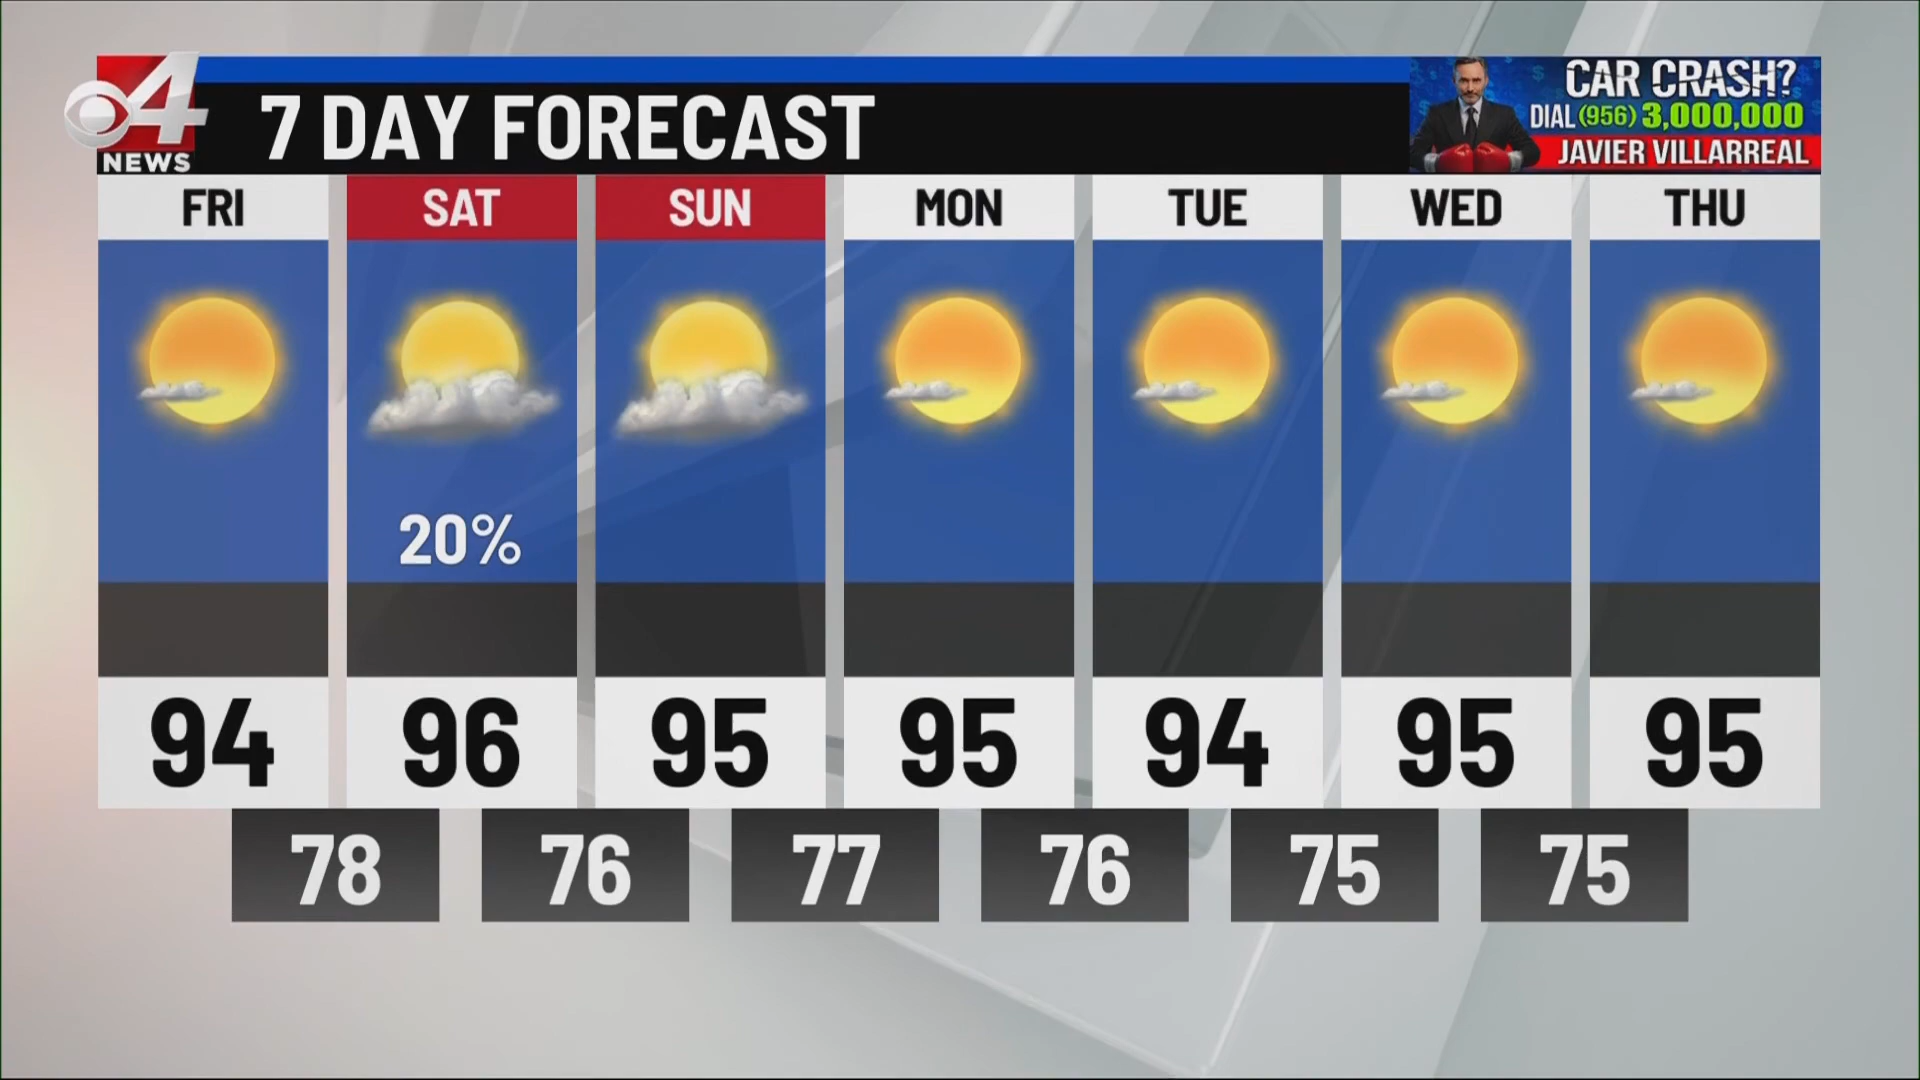 4
NEWS
7 DAY FORECAST
CAR CRASH?
DIAL (956) 3,000,000
JAVIER VILLARREAL
FRI SAT SUN MON TUE WED THU
20%
94 96 95 95 94 95 95
78 76 77 76 75 75